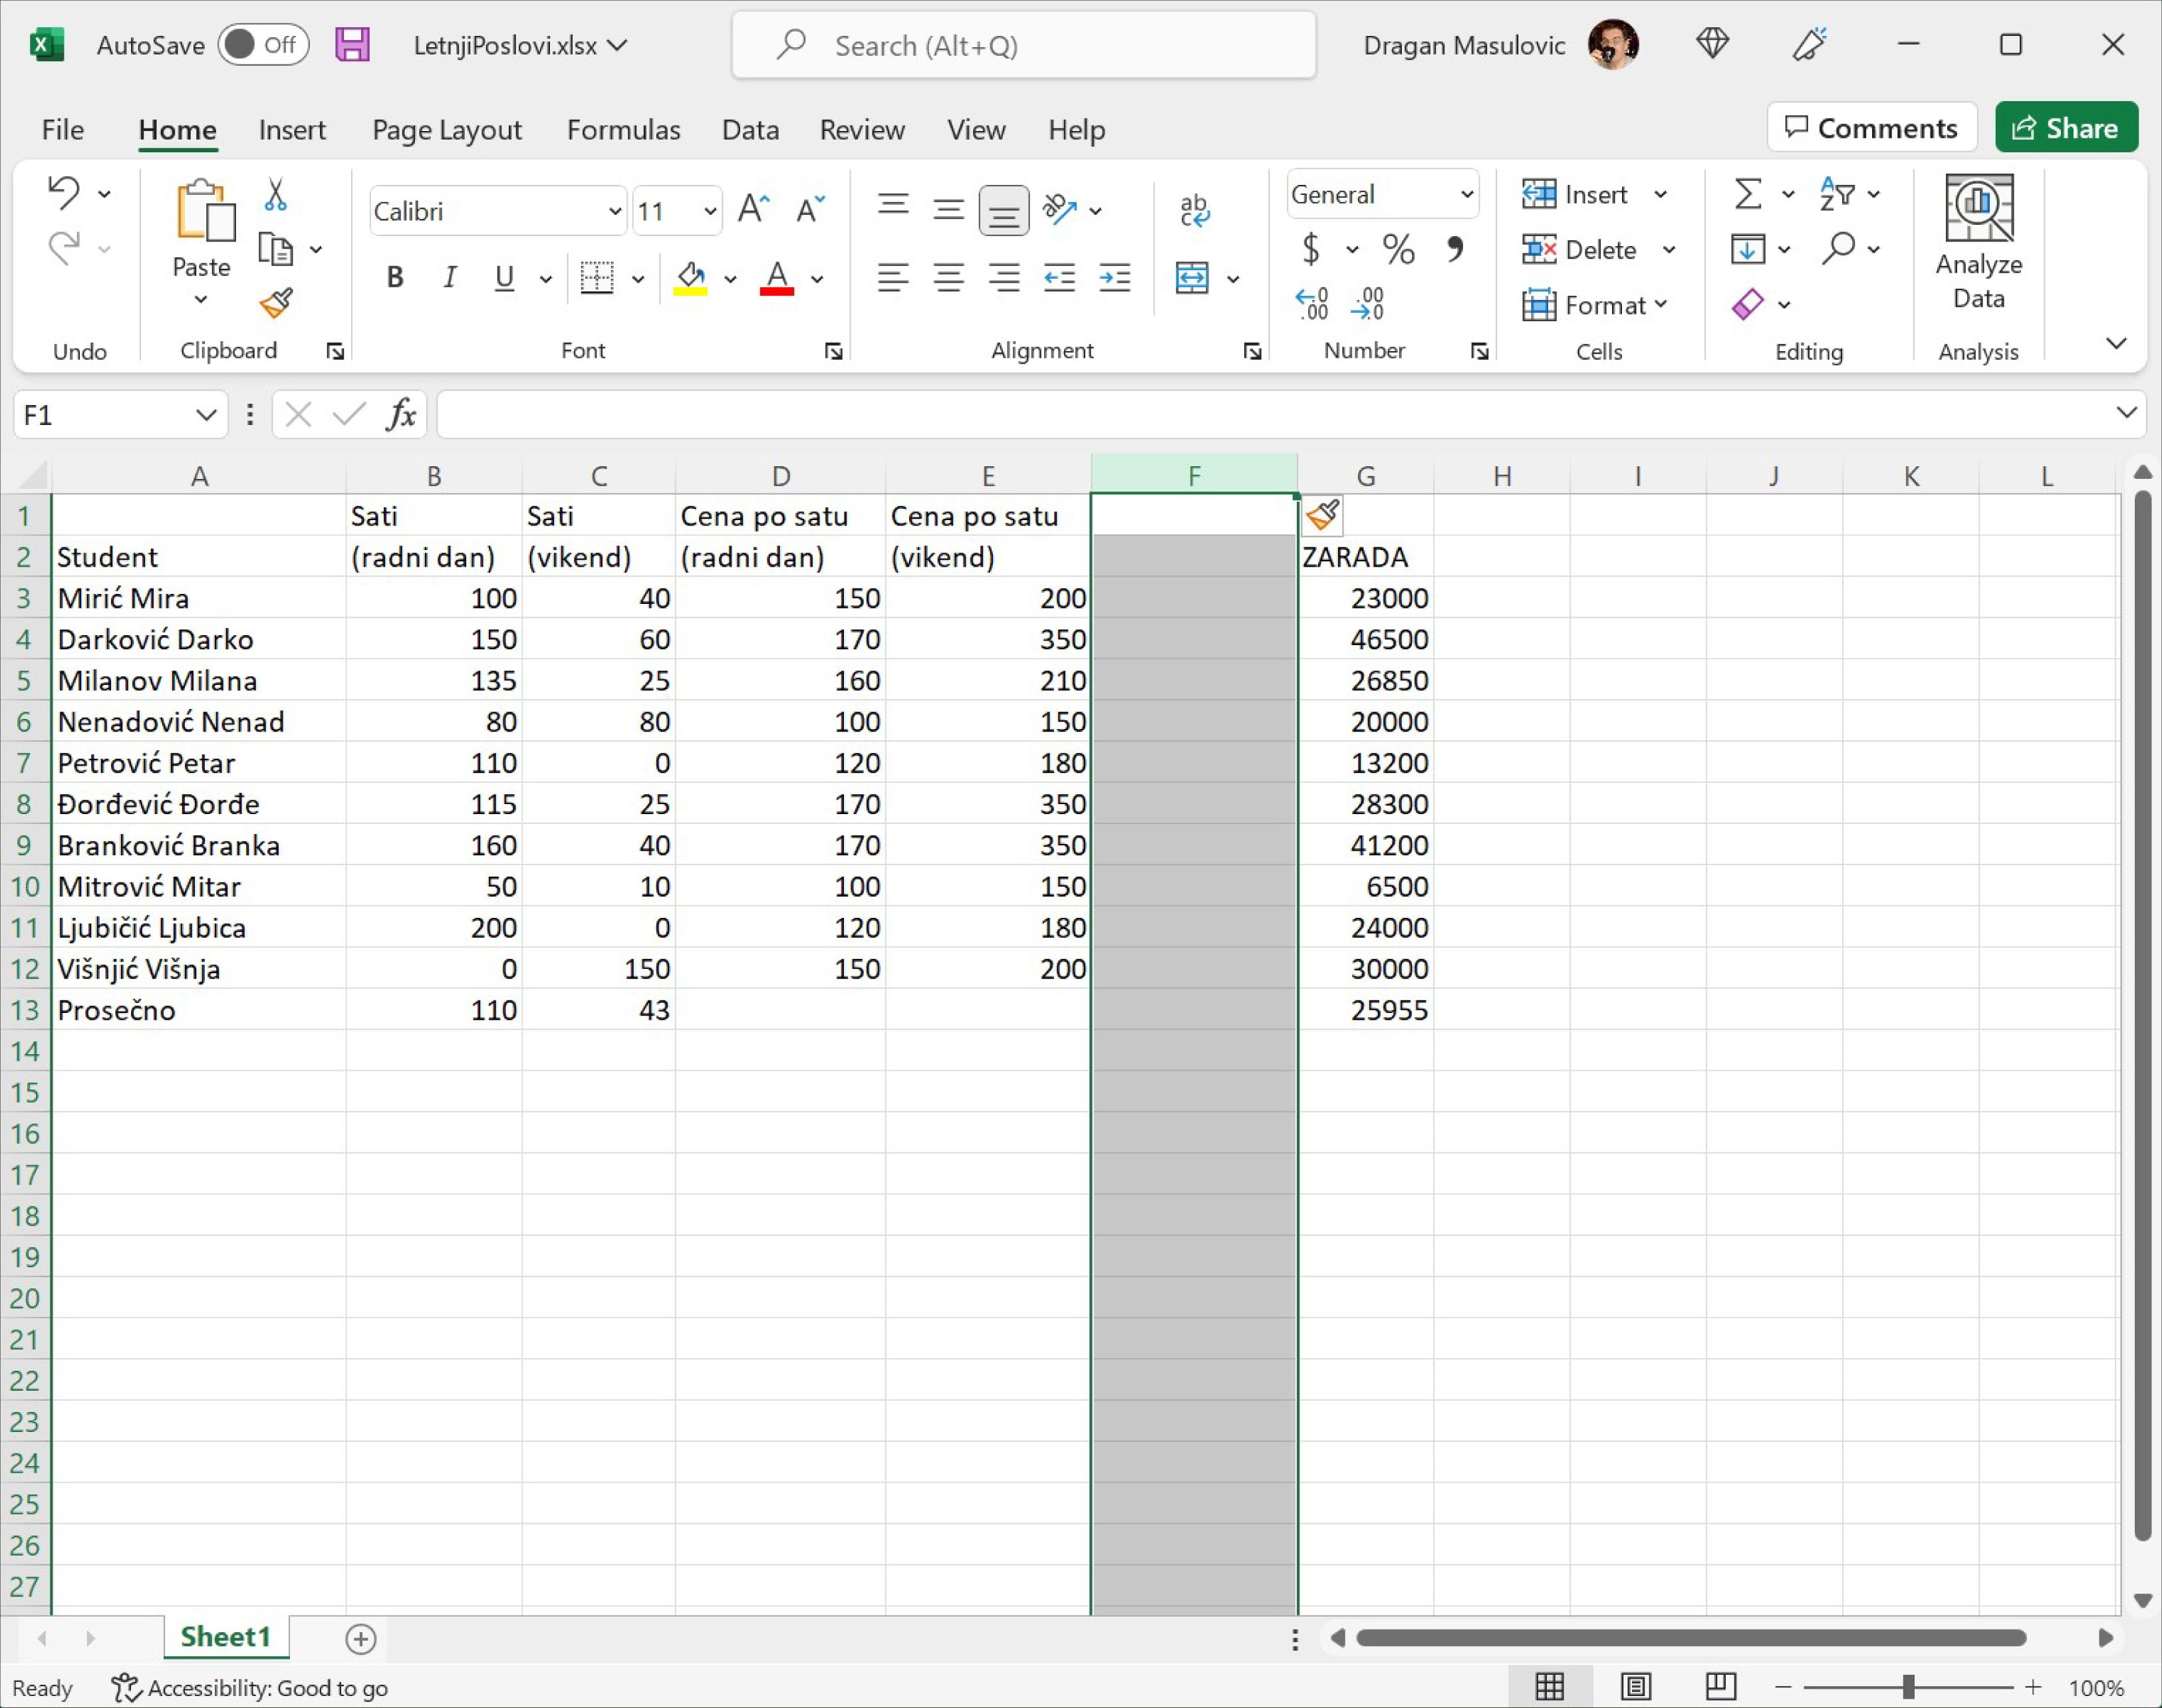 AutoSave Off LetnjiPoslovi.xlsx Search (Alt+Q) Dragan Masulovic
File Home Insert Page Layout Formulas Data Review View Help Comments Share
Paste
Calibri 11
B I U A
ab
General
$ % ,
Insert
Delete
Format
Analyze
Data
Undo Clipboard Font Alignment Number Cells Editing Analysis
F1 fx
A B C D E F G H I J K L
1 Sati Sati Cena po satu Cena po satu
2 Student (radni dan) (vikend) (radni dan) (vikend) ZARADA
3 Mirić Mira 100 40 150 200 23000
4 Darković Darko 150 60 170 350 46500
5 Milanov Milana 135 25 160 210 26850
6 Nenadović Nenad 80 80 100 150 20000
7 Petrović Petar 110 0 120 180 13200
8 Đorđević Đorđe 115 25 170 350 28300
9 Branković Branka 160 40 170 350 41200
10 Mitrović Mitar 50 10 100 150 6500
11 Ljubičić Ljubica 200 0 120 180 24000
12 Višnjić Višnja 0 150 150 200 30000
13 Prosečno 110 43 25955
14
15
16
17
18
19
20
21
22
23
24
25
26
27
Sheet1
Ready Accessibility: Good to go 100%